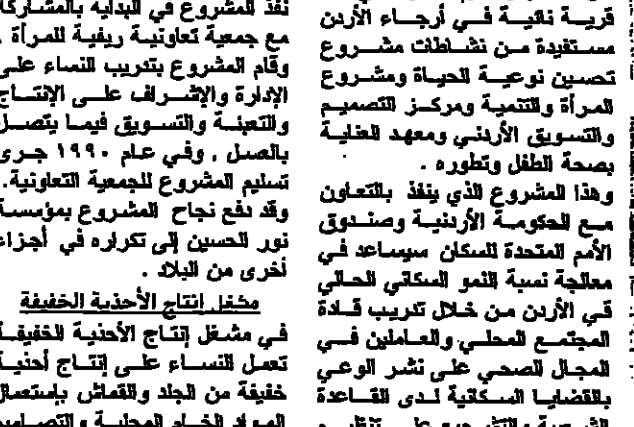 قرية نائية في أرجاء الأردن
مستفيدة من نشاطات مشروع
تحسين نوعية الحياة ومشروع
المرأة والتنمية ومركز التصميم
والتسويق الأردني ومعهد العناية
بصحة الطفل وتطوره .
وهذا المشروع الذي ينفذ بالتعاون
مع الحكومة الأردنية وصندوق
الأمم المتحدة للسكان سيساعد في
معالجة نسبة النمو السكاني الحالي
في الأردن من خلال تدريب قادة
المجتمع المحلي والعاملين في
المجال الصحي على نشر الوعي
بالقضايا السكانية لدى القاعدة
نفذ المشروع في البداية بالمشاركة
مع جمعية تعاونية ريفية للمرأة .
وقام المشروع بتدريب النساء على
الإدارة والإشراف على الإنتاج
والتعبئة والتسويق فيما يتصل
بالعسل . وفي عام ١٩٩٠ جرى
تسليم المشروع للجمعية التعاونية.
وقد دفع نجاح المشروع بمؤسسة
نور الحسين إلى تكراره في أجزاء
أخرى من البلاد .
مشغل إنتاج الأحذية الخفيفة
في مشغل إنتاج الأحذية الخفيفة
تعمل النساء على إنتاج أحذية
خفيفة من الجلد والقماش بإستعمال
المواد الخام المحلية والتصاميم